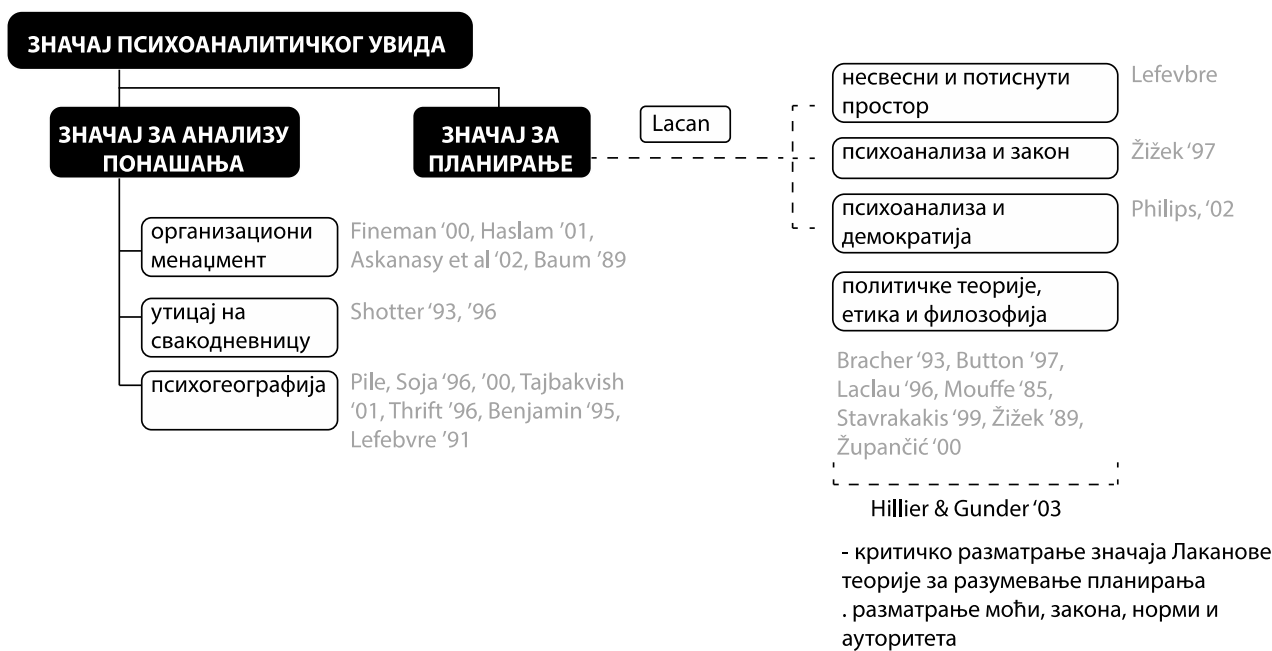 ЗНАЧАЈ ПСИХОАНАЛИТИЧКОГ УВИДА
ЗНАЧАЈ ЗА АНАЛИЗУ
ПОНАШАЊА
организациони
менаџмент
Fineman ‘00, Haslam ’01,
Askanasy et al ‘02, Baum ’89
утицај на
свакодневницу
Shotter ‘93, ’96
психогеографија
Pile, Soja ‘96, ’00, Tajbakvish
‘01, Thrift ’96, Benjamin ‘95,
Lefebvre ’91
ЗНАЧАЈ ЗА
ПЛАНИРАЊЕ
Lacan
несвесни и потиснути
простор
Lefevbre
психоанализа и закон
Žižek ‘97
психоанализа и
демократија
Philips, ‘02
политичке теорије,
етика и филозофија
Bracher ‘93, Button ’97,
Laclau ‘96, Mouffe ’85,
Stavrakakis ‘99, Žižek ’89,
Župančić ‘00
Hillier & Gunder ‘03
- критичко разматрање значаја Лаканове
теорије за разумевање планирања
. разматрање моћи, закона, норми и
ауторитета